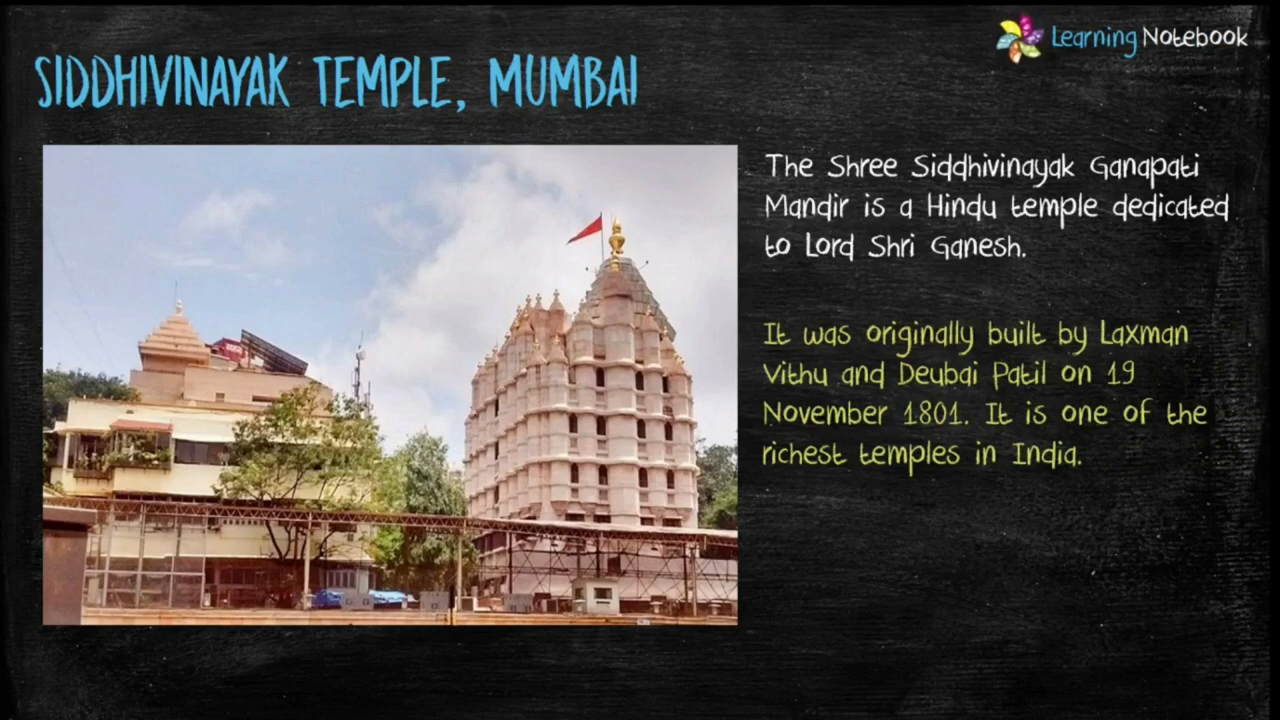 Learning Notebook
SIDDHIVINAYAK TEMPLE, MUMBAI
The Shree Siddhivinayak Ganapati
Mandir is a Hindu temple dedicated
to Lord Shri Ganesh.
It was originally built by Laxman
Vithu and Deubai Patil on 19
November 1801. It is one of the
richest temples in India.